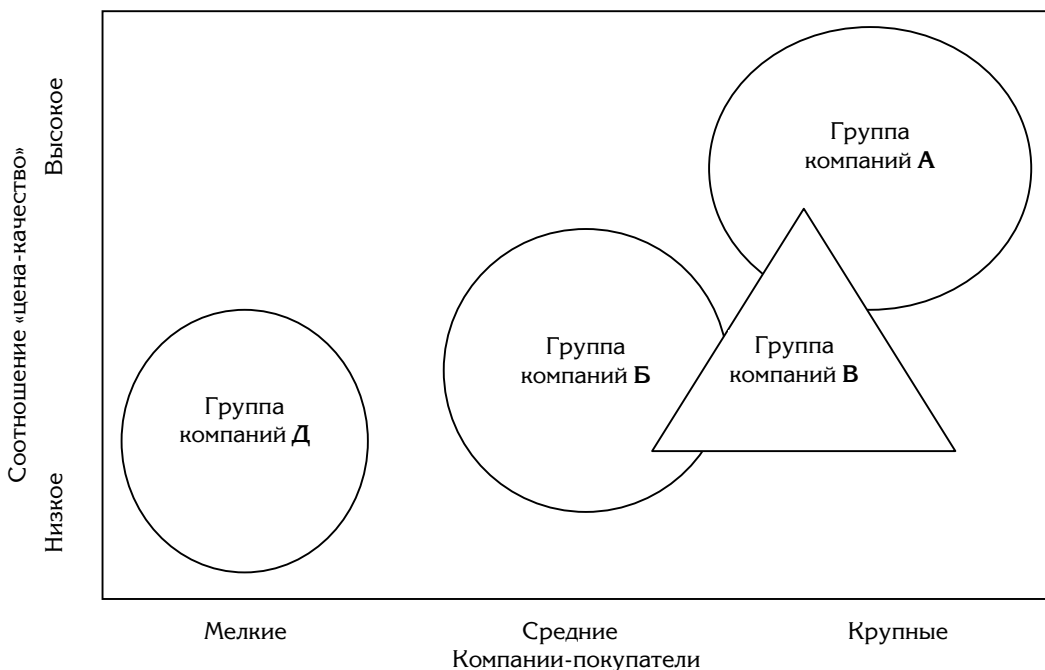 Соотношение «цена-качество»
Высокое
Низкое
Группа
компаний А
Группа
компаний Б
Группа
компаний В
Группа
компаний Д
Мелкие
Средние
Крупные
Компании-покупатели